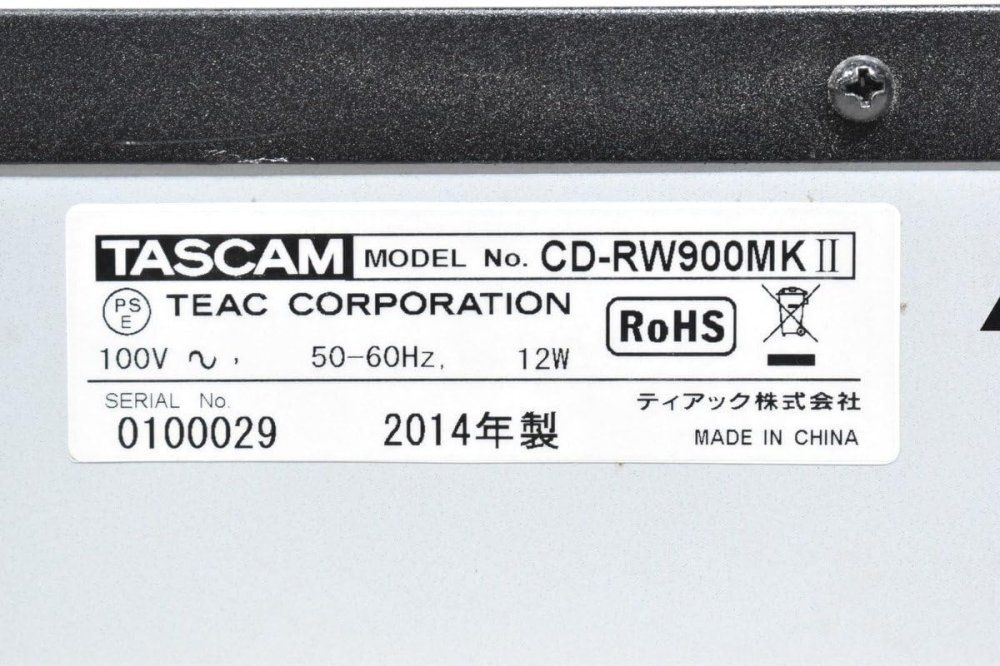 TASCAM MODEL No. CD-RW900MKⅡ
PSE TEAC CORPORATION
RoHS
100V ∿, 50-60Hz, 12W
SERIAL No. ティアック株式会社
0100029 2014年製 MADE IN CHINA